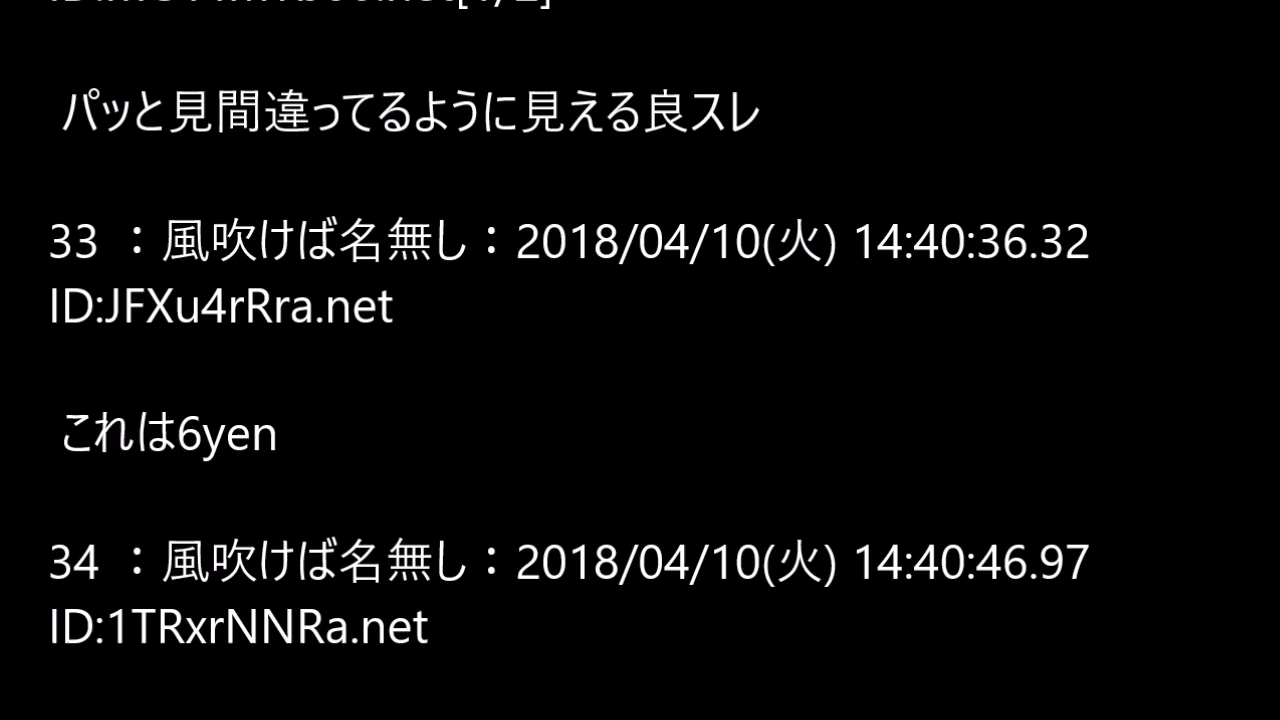 パッと見間違ってるように見える良スレ
33 ：風吹けば名無し：2018/04/10(火) 14:40:36.32
ID:JFXu4rRra.net
これは6yen
34 ：風吹けば名無し：2018/04/10(火) 14:40:46.97
ID:1TRxrNNRa.net